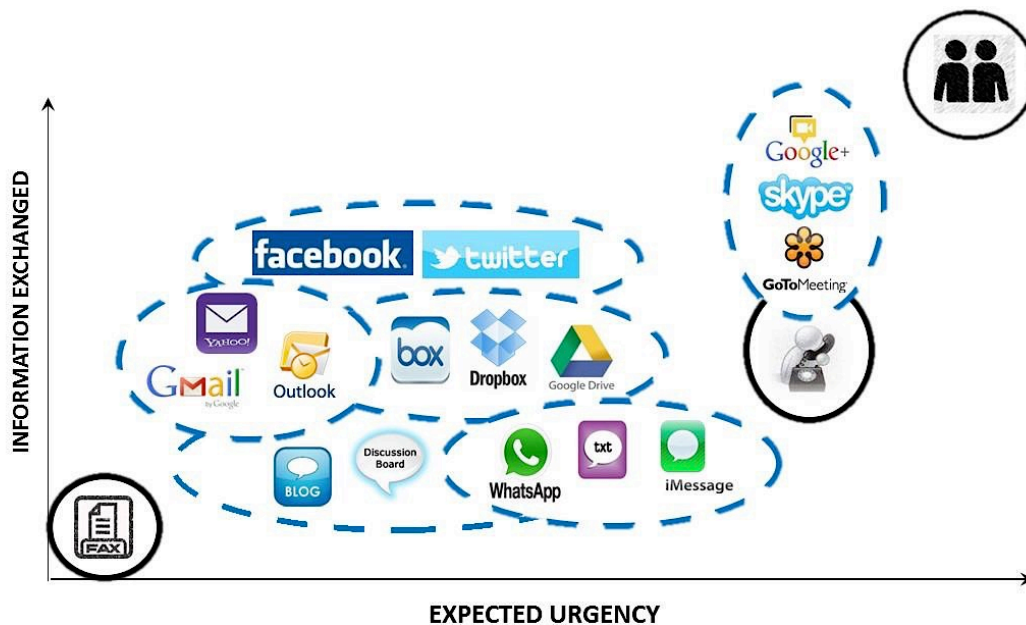 INFORMATION EXCHANGED
Google+
skype
GoToMeeting
facebook
twitter
YAHOO!
Gmail
by Google
Outlook
box
Dropbox
Google Drive
BLOG
Discussion
Board
WhatsApp
txt
iMessage
FAX
EXPECTED URGENCY